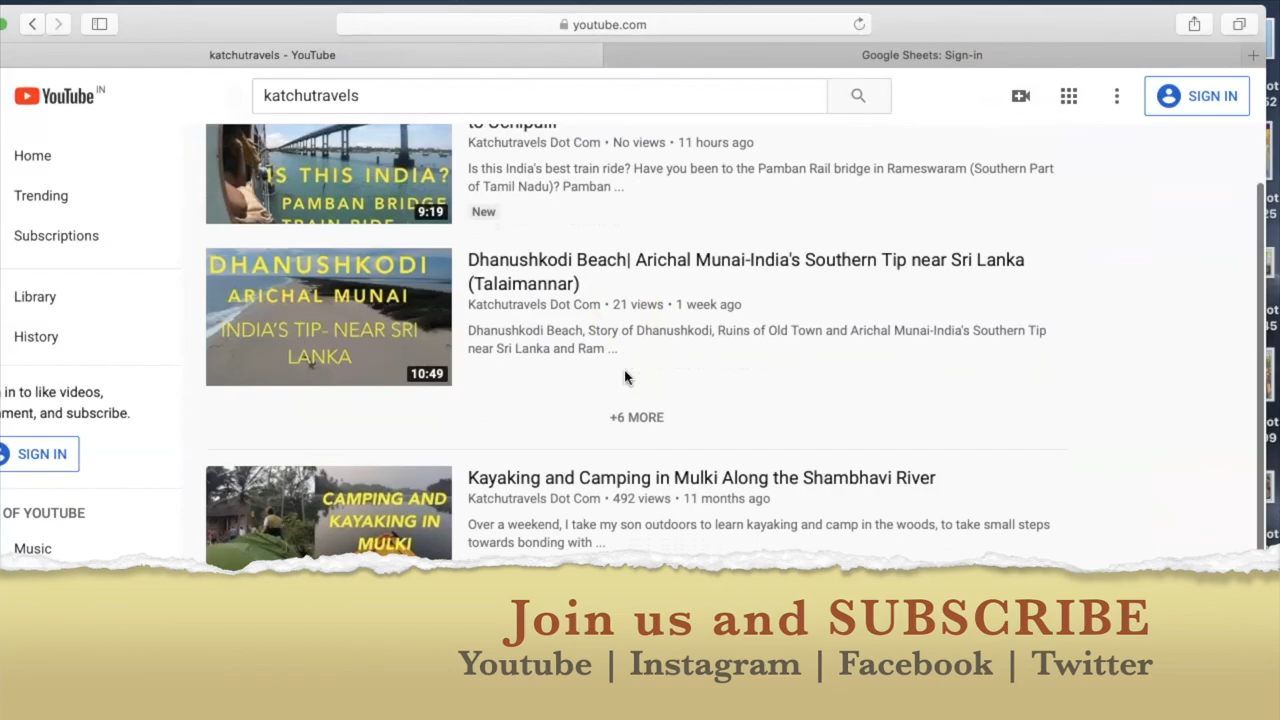 youtube.com
katchutravels - YouTube
Google Sheets: Sign-in
YouTube IN
katchutravels
SIGN IN
Home
Trending
Subscriptions
Library
History
in to like videos,
ment, and subscribe.
SIGN IN
OF YOUTUBE
Music
IS THIS INDIA?
PAMBAN BRIDGE
TRAIN RIDE
9:19
Katchutravels Dot Com • No views • 11 hours ago
Is this India's best train ride? Have you been to the Pamban Rail bridge in Rameswaram (Southern Part
of Tamil Nadu)? Pamban ...
New
DHANUSHKODI
ARICHAL MUNAI
INDIA'S TIP- NEAR SRI
LANKA
10:49
Dhanushkodi Beach| Arichal Munai-India's Southern Tip near Sri Lanka
(Talaimannar)
Katchutravels Dot Com • 21 views • 1 week ago
Dhanushkodi Beach, Story of Dhanushkodi, Ruins of Old Town and Arichal Munai-India's Southern Tip
near Sri Lanka and Ram ...
+6 MORE
CAMPING AND
KAYAKING IN
MULKI
Kayaking and Camping in Mulki Along the Shambhavi River
Katchutravels Dot Com • 492 views • 11 months ago
Over a weekend, I take my son outdoors to learn kayaking and camp in the woods, to take small steps
towards bonding with ...
Join us and SUBSCRIBE
Youtube | Instagram | Facebook | Twitter